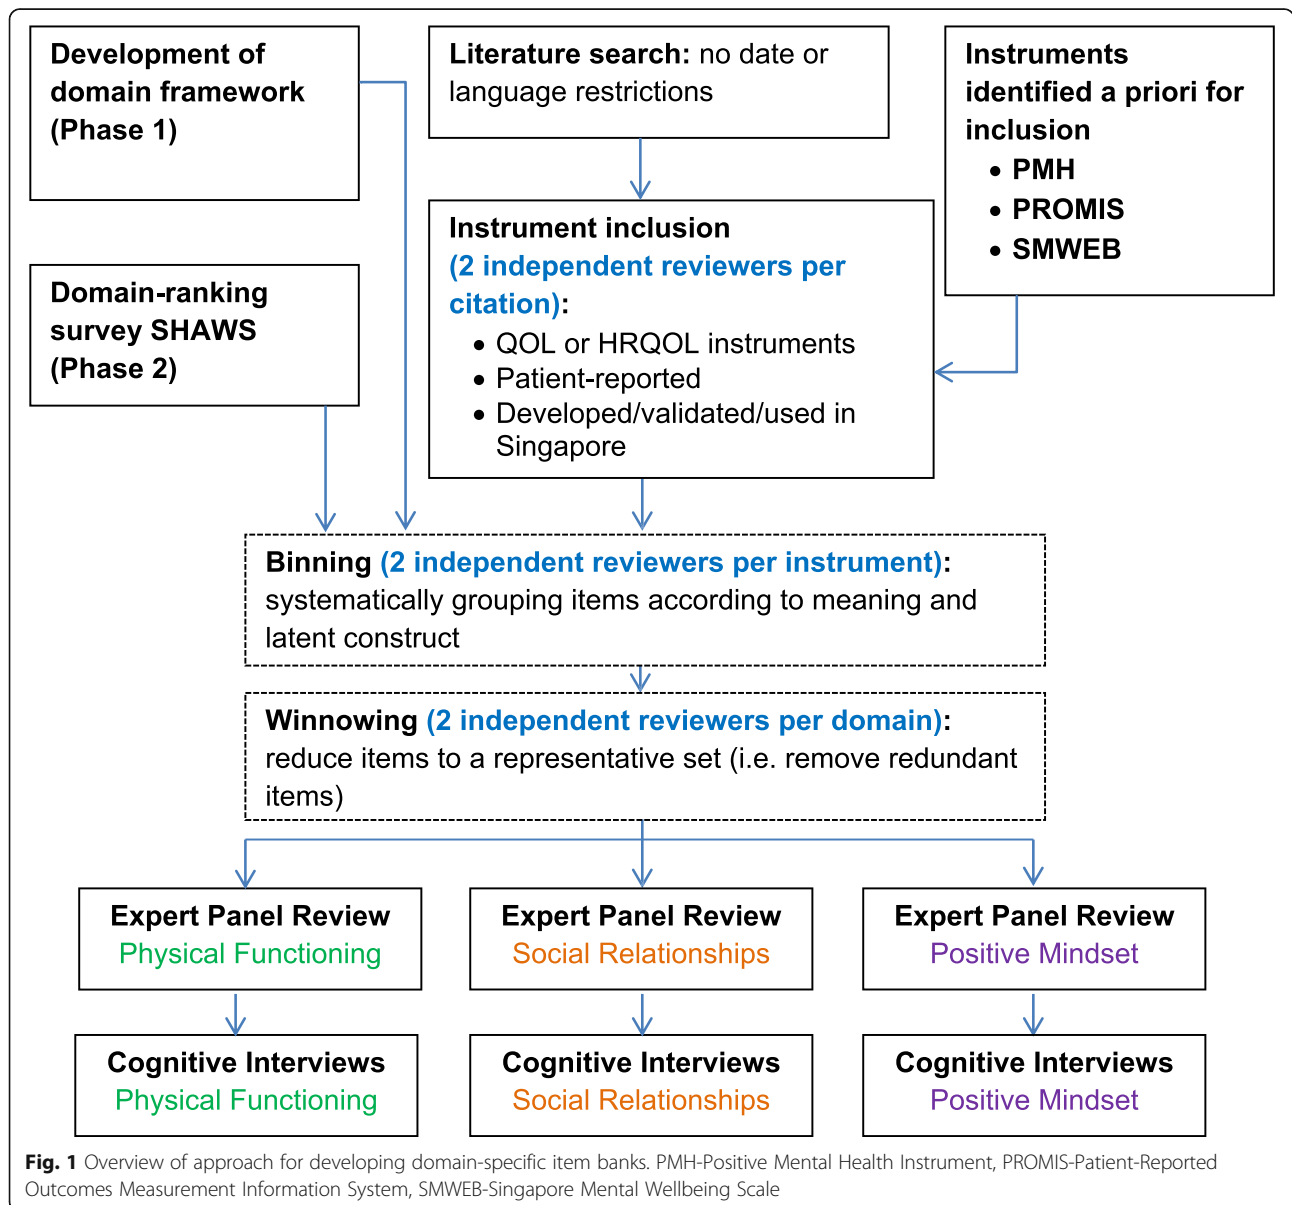 Development of
domain framework
(Phase 1)
Literature search: no date or
language restrictions
Instruments
identified a priori for
inclusion
• PMH
• PROMIS
• SMWEB
Domain-ranking
survey SHAWS
(Phase 2)
Instrument inclusion
(2 independent reviewers per
citation):
• QOL or HRQOL instruments
• Patient-reported
• Developed/validated/used in
Singapore
Binning (2 independent reviewers per instrument):
systematically grouping items according to meaning and
latent construct
Winnowing (2 independent reviewers per domain):
reduce items to a representative set (i.e. remove redundant
items)
Expert Panel Review
Physical Functioning
Expert Panel Review
Social Relationships
Expert Panel Review
Positive Mindset
Cognitive Interviews
Physical Functioning
Cognitive Interviews
Social Relationships
Cognitive Interviews
Positive Mindset
Fig. 1 Overview of approach for developing domain-specific item banks. PMH-Positive Mental Health Instrument, PROMIS-Patient-Reported
Outcomes Measurement Information System, SMWEB-Singapore Mental Wellbeing Scale